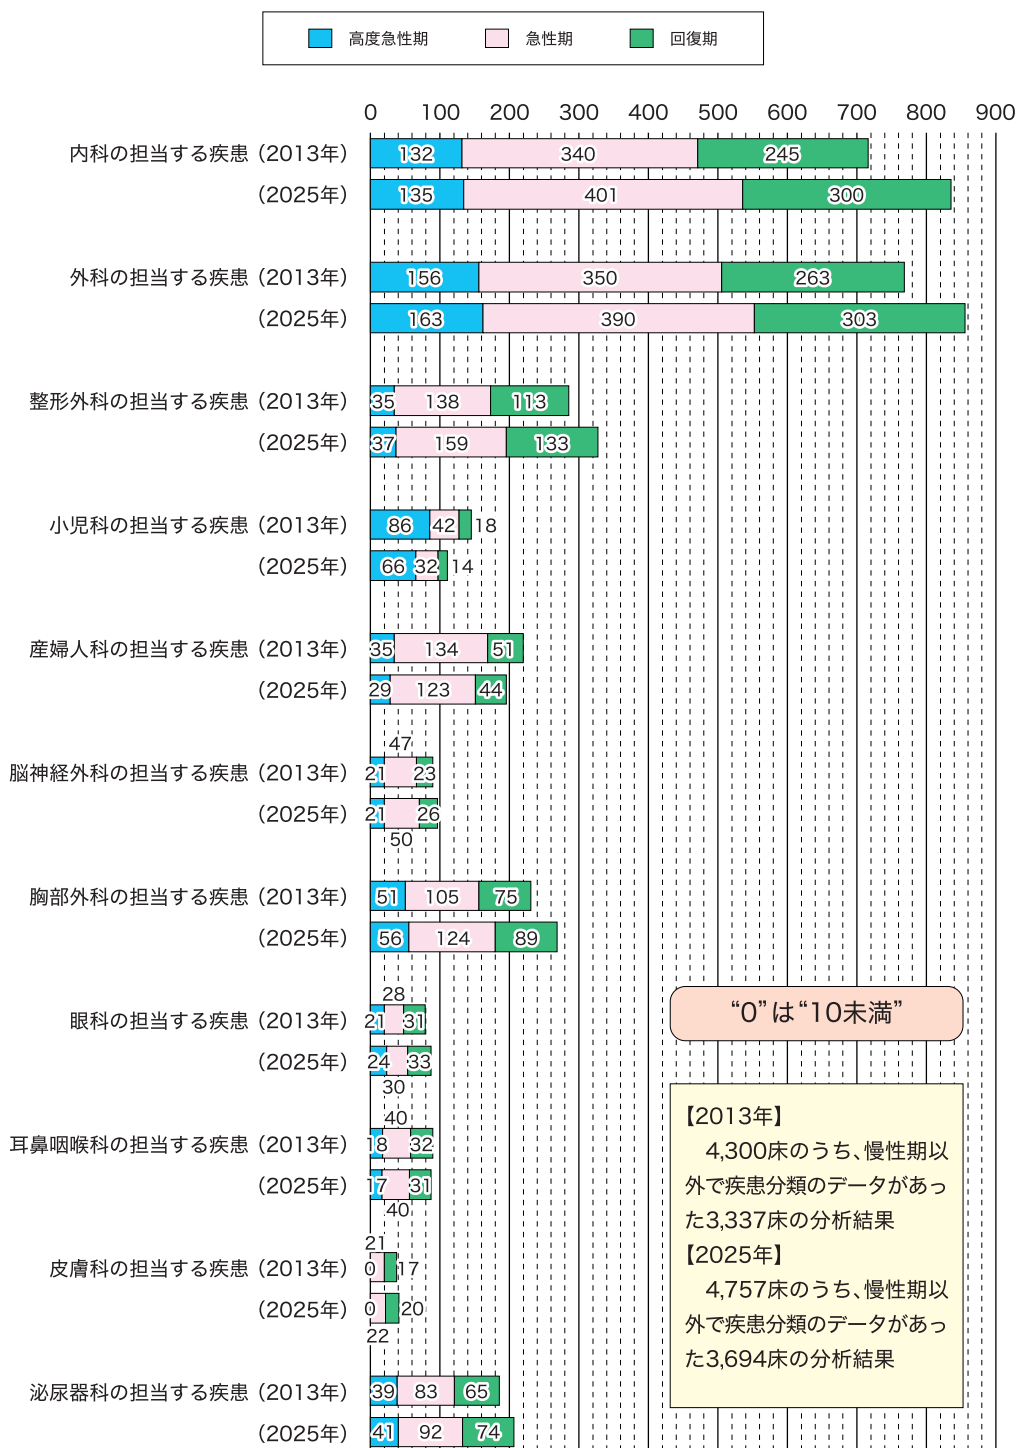 高度急性期 急性期 回復期
0 100 200 300 400 500 600 700 800 900
内科の担当する疾患（2013年） 132 340 245
（2025年） 135 401 300
外科の担当する疾患（2013年） 156 350 263
（2025年） 163 390 303
整形外科の担当する疾患（2013年） 35 138 113
（2025年） 37 159 133
小児科の担当する疾患（2013年） 86 42 18
（2025年） 66 32 14
産婦人科の担当する疾患（2013年） 35 134 51
（2025年） 29 123 44
47
脳神経外科の担当する疾患（2013年） 21 23
（2025年） 21 26
50
胸部外科の担当する疾患（2013年） 51 105 75
（2025年） 56 124 89
28
眼科の担当する疾患（2013年） 21 31
（2025年） 24 33
30
40
耳鼻咽喉科の担当する疾患（2013年） 18 32
（2025年） 17 31
40
21
皮膚科の担当する疾患（2013年） 0 17
（2025年） 0 20
22
泌尿器科の担当する疾患（2013年） 39 83 65
（2025年） 41 92 74
“0”は“10未満”
【2013年】
4,300床のうち、慢性期以
外で疾患分類のデータがあっ
た3,337床の分析結果
【2025年】
4,757床のうち、慢性期以
外で疾患分類のデータがあっ
た3,694床の分析結果